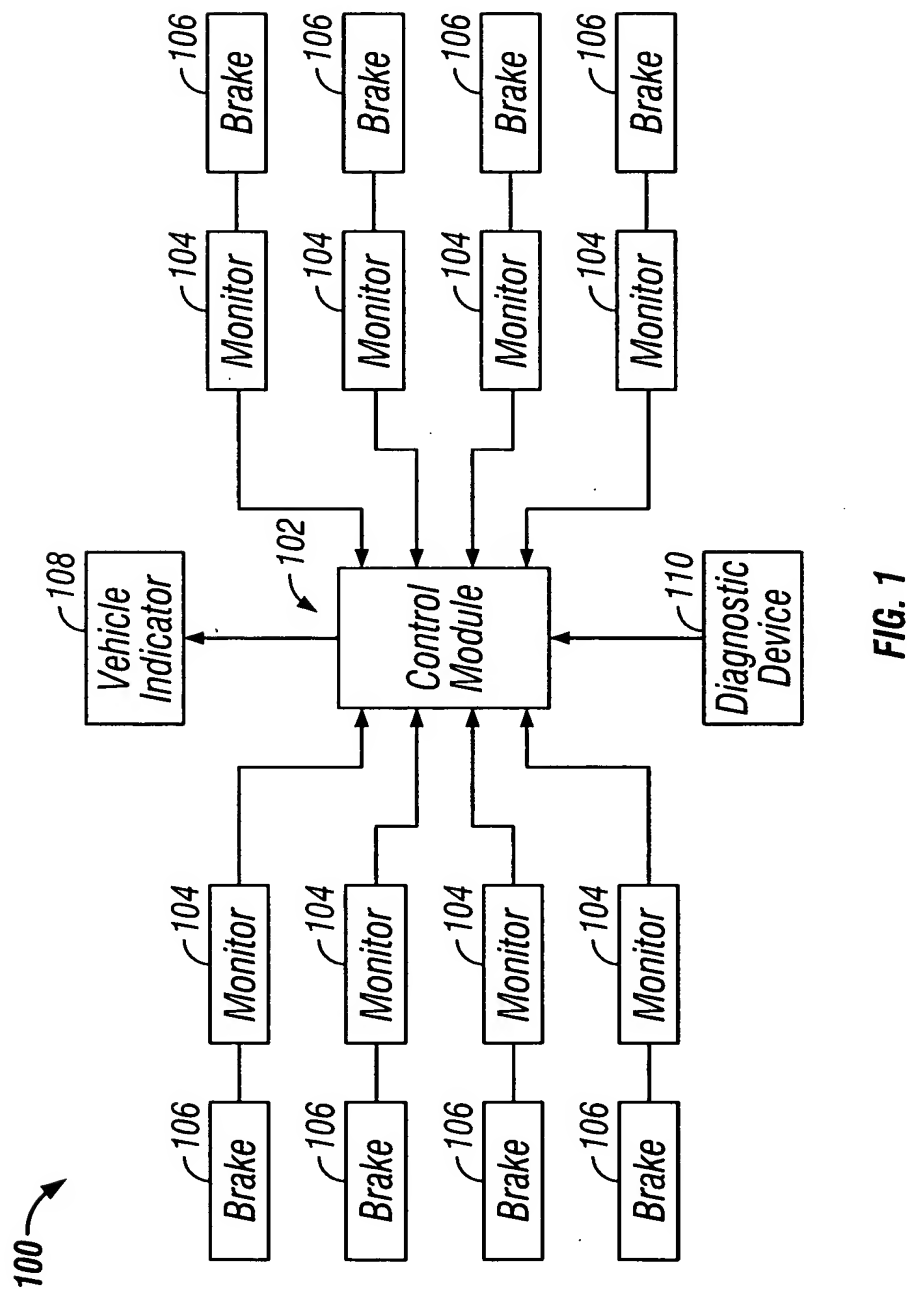 100
106
104
108
104
106
Brake
Monitor
Vehicle
Indicator
Monitor
Brake
106
104
102
104
106
Brake
Monitor
Monitor
Brake
Control
Module
106
104
104
106
Brake
Monitor
Monitor
Brake
106
104
104
106
Brake
Monitor
Monitor
Brake
110
Diagnostic
Device
FIG. 1